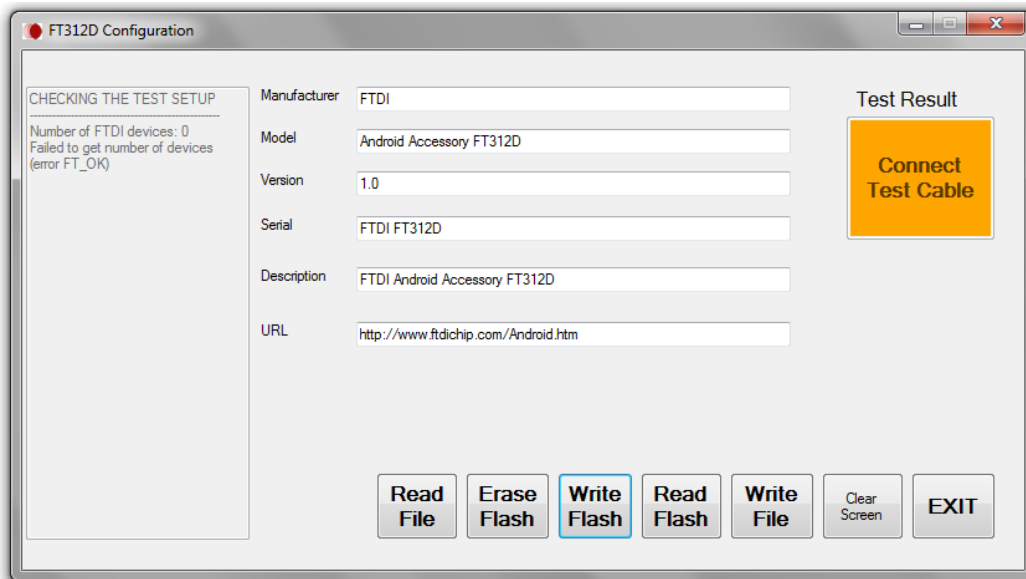 FT312D Configuration
CHECKING THE TEST SETUP
Number of FTDI devices: 0
Failed to get number of devices
(error FT_OK)
Manufacturer FTDI
Model Android Accessory FT312D
Version 1.0
Serial FTDI FT312D
Description FTDI Android Accessory FT312D
URL http://www.ftdichip.com/Android.htm
Test Result
Connect
Test Cable
Read
File
Erase
Flash
Write
Flash
Read
Flash
Write
File
Clear
Screen
EXIT